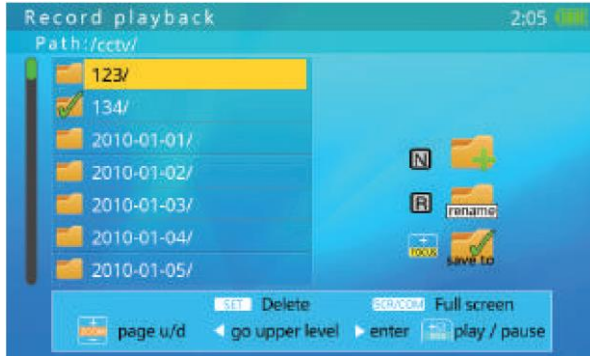 Record playback 2:05
Path:/cctv/
123/
134/
2010-01-01/
2010-01-02/
2010-01-03/
2010-01-04/
2010-01-05/
N
R rename
+ FOCUS save to
SET Delete SCR/COM Full screen
ZOOM page u/d go upper level enter play / pause